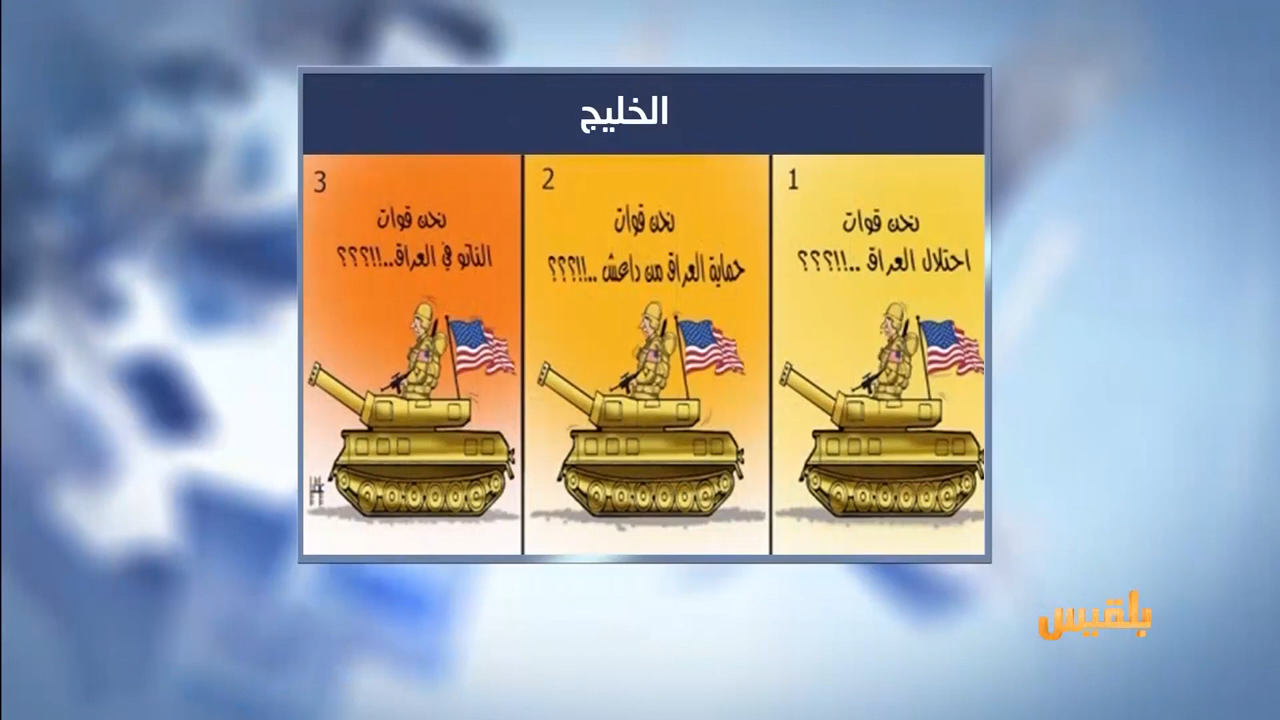 الخليج
1
نحن قوات
احتلال العراق ..!!؟؟؟
2
نحن قوات
حماية العراق من داعش ..!!؟؟؟
3
نحن قوات
الناتو في العراق..!!؟؟؟
بلقيس